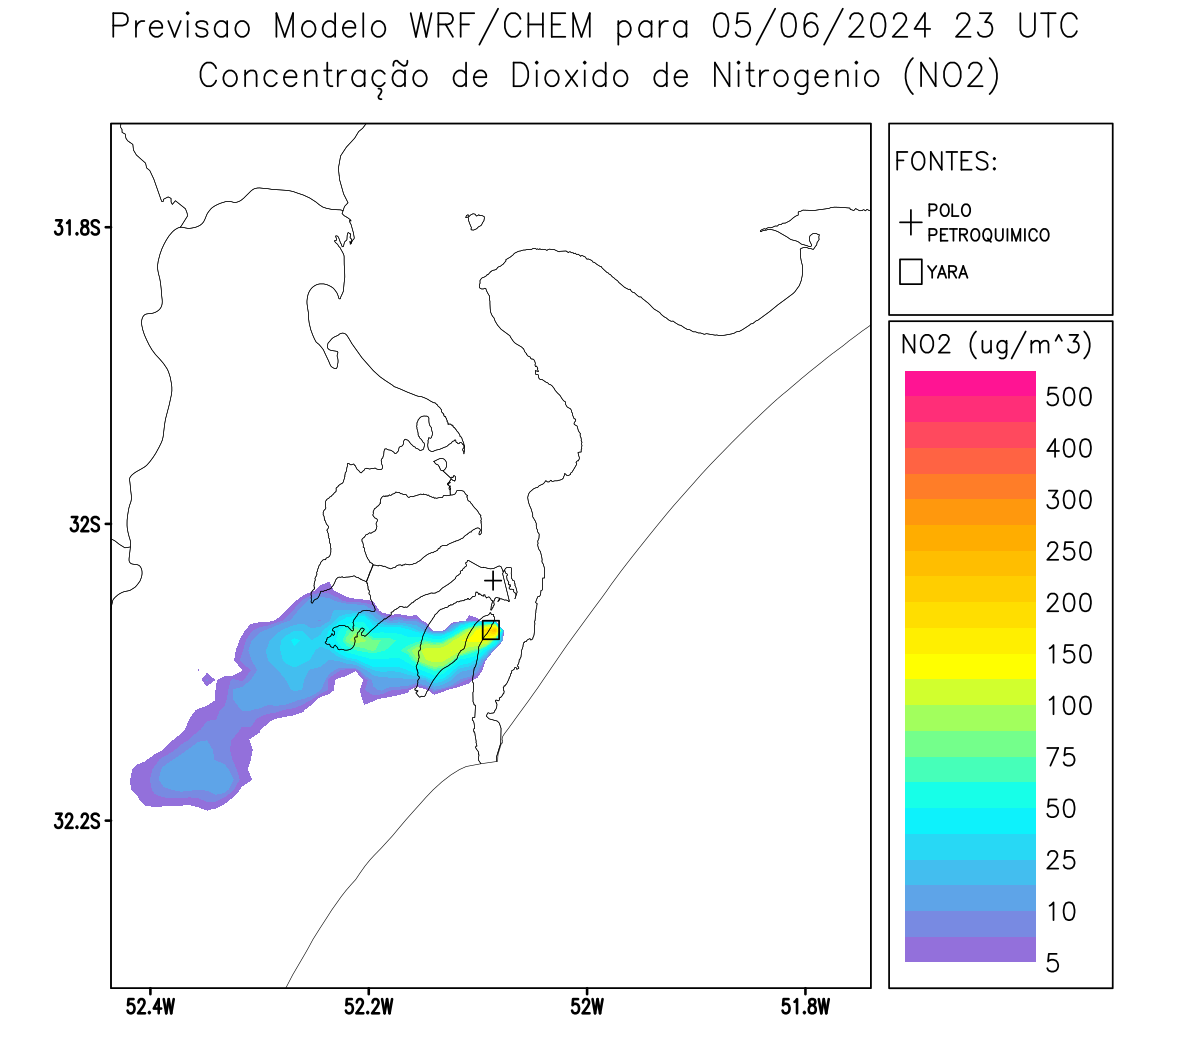 Previsao Modelo WRF/CHEM para 05/06/2024 23 UTC
Concentração de Dioxido de Nitrogenio (NO2)
FONTES:
POLO
PETROQUIMICO
YARA
NO2 (ug/m^3)
500
400
300
250
200
150
100
75
50
25
10
5
31.8S
32S
32.2S
52.4W
52.2W
52W
51.8W